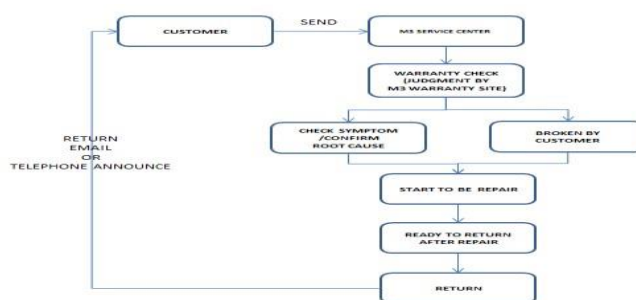 SEND
CUSTOMER
M3 SERVICE CENTER
WARRANTY CHECK
(JUDGMENT BY
M3 WARRANTY SITE)
CHECK SYMPTOM
/CONFIRM
ROOT CAUSE
BROKEN BY
CUSTOMER
RETURN
EMAIL
OR
TELEPHONE ANNOUNCE
START TO BE REPAIR
READY TO RETURN
AFTER REPAIR
RETURN